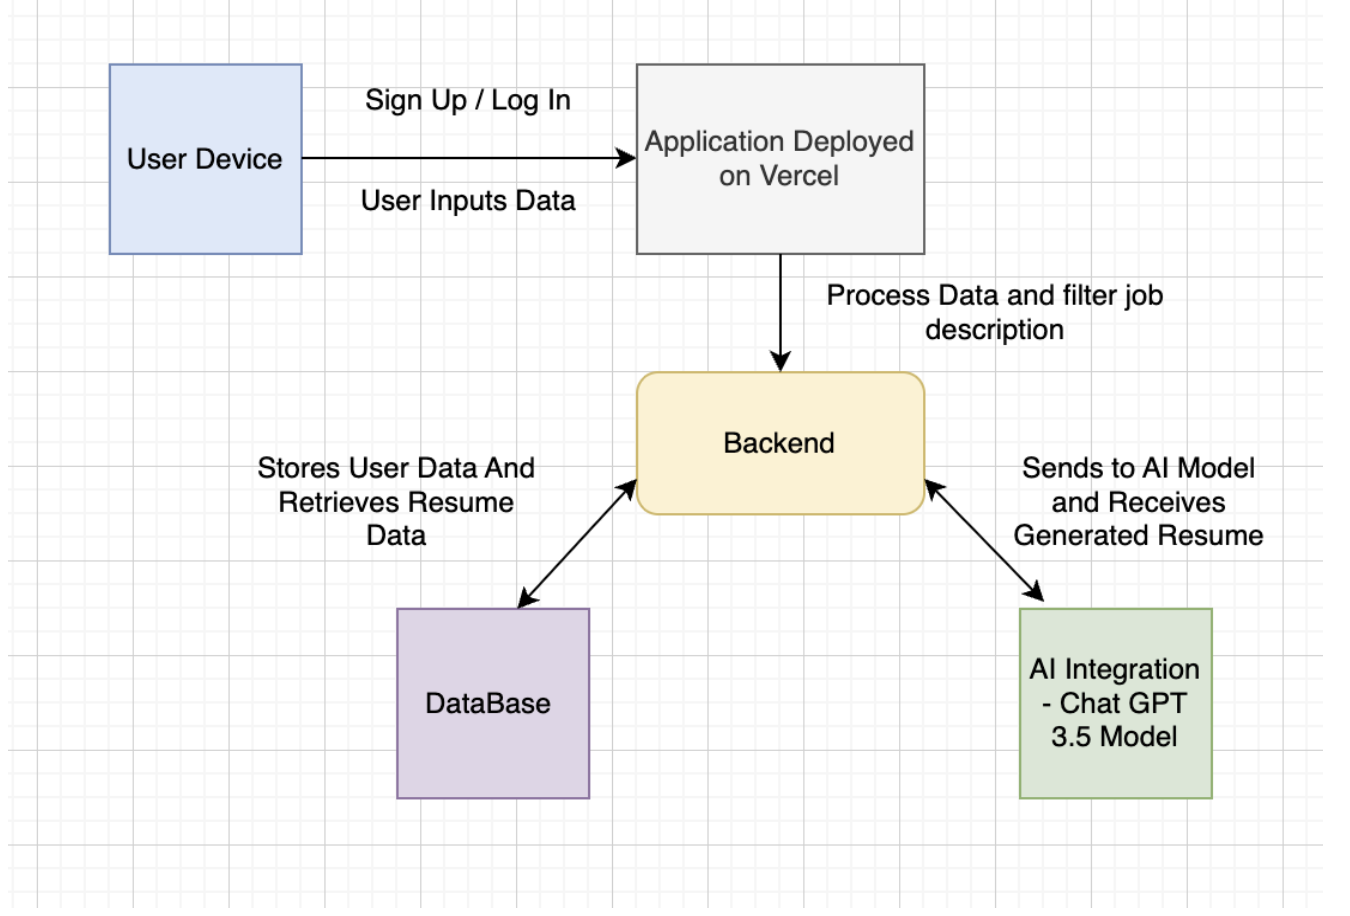 Sign Up / Log In
User Device
User Inputs Data
Application Deployed
on Vercel
Process Data and filter job
description
Backend
Stores User Data And
Retrieves Resume
Data
Sends to AI Model
and Receives
Generated Resume
DataBase
AI Integration
- Chat GPT
3.5 Model